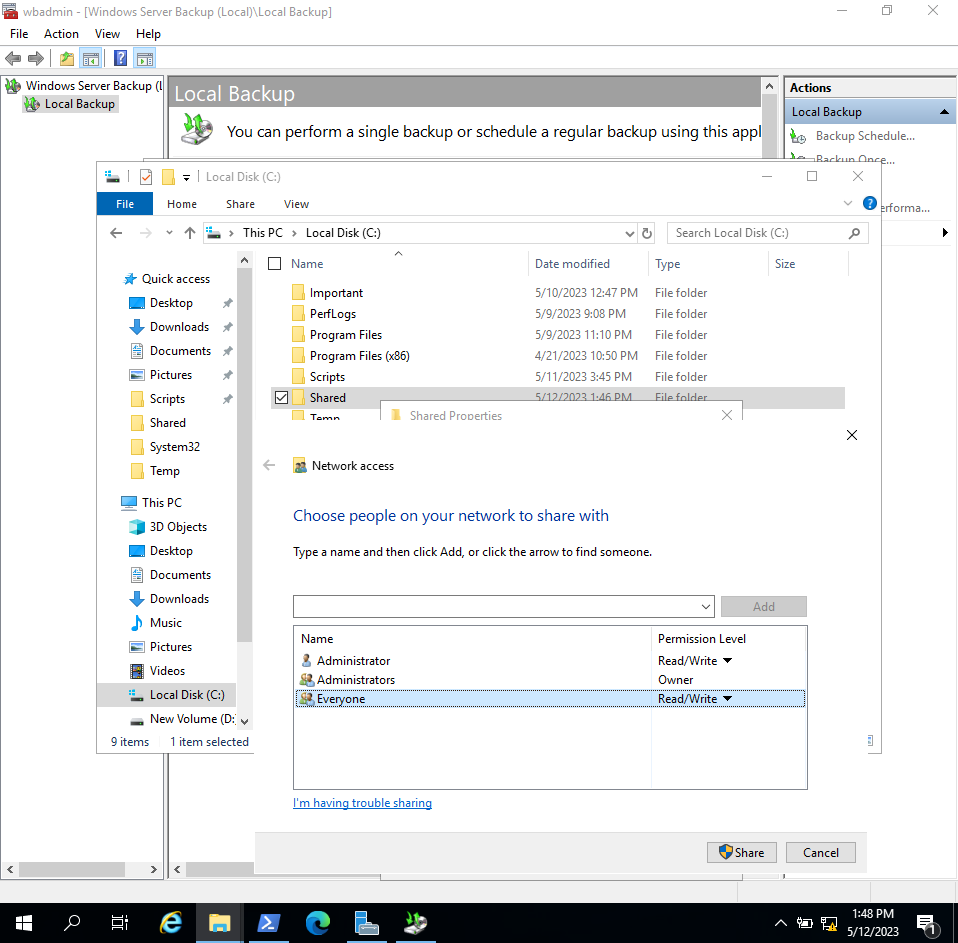 wbadmin - [Windows Server Backup (Local)\Local Backup]
File Action View Help
Windows Server Backup (L
Local Backup
Local Backup
You can perform a single backup or schedule a regular backup using this appl
Actions
Local Backup
Backup Schedule...
Backup Once...
erforma...
Local Disk (C:)
File Home Share View
This PC > Local Disk (C:)
Search Local Disk (C:)
Quick access
Desktop
Downloads
Documents
Pictures
Scripts
Shared
System32
Temp
This PC
3D Objects
Desktop
Documents
Downloads
Music
Pictures
Videos
Local Disk (C:)
New Volume (D:
9 items 1 item selected
Name Date modified Type Size
Important 5/10/2023 12:47 PM File folder
PerfLogs 5/9/2023 9:08 PM File folder
Program Files 5/9/2023 11:10 PM File folder
Program Files (x86) 4/21/2023 10:50 PM File folder
Scripts 5/11/2023 3:45 PM File folder
Shared 5/12/2023 1:46 PM File folder
Temp
Shared Properties
Network access
Choose people on your network to share with
Type a name and then click Add, or click the arrow to find someone.
Add
Name Permission Level
Administrator Read/Write
Administrators Owner
Everyone Read/Write
I'm having trouble sharing
Share Cancel
1:48 PM
5/12/2023
1